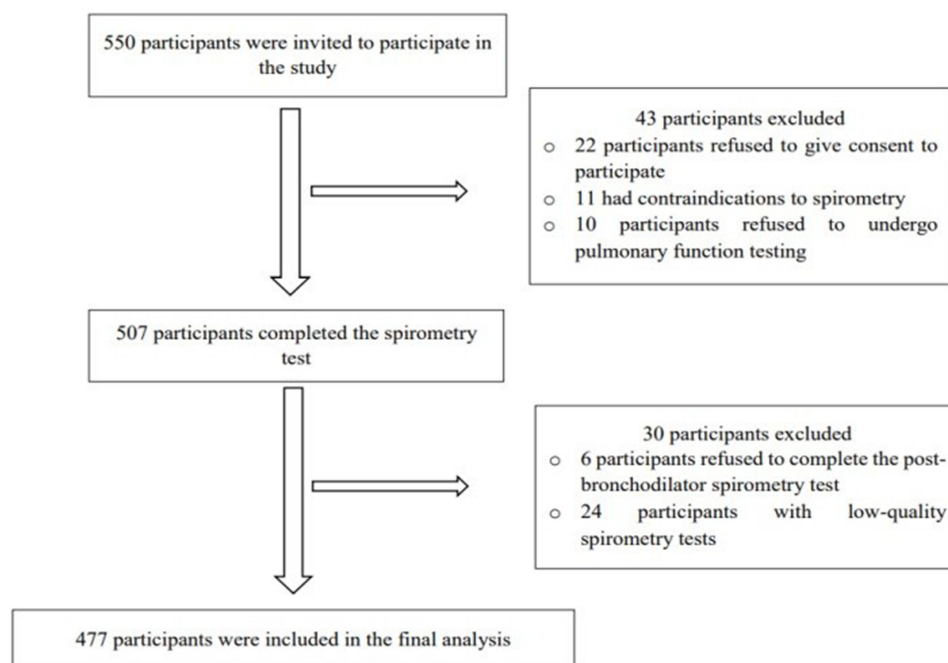 550 participants were invited to participate in
the study
43 participants excluded
o 22 participants refused to give consent to
participate
o 11 had contraindications to spirometry
o 10 participants refused to undergo
pulmonary function testing
507 participants completed the spirometry
test
30 participants excluded
o 6 participants refused to complete the post-
bronchodilator spirometry test
o 24 participants with low-quality
spirometry tests
477 participants were included in the final analysis